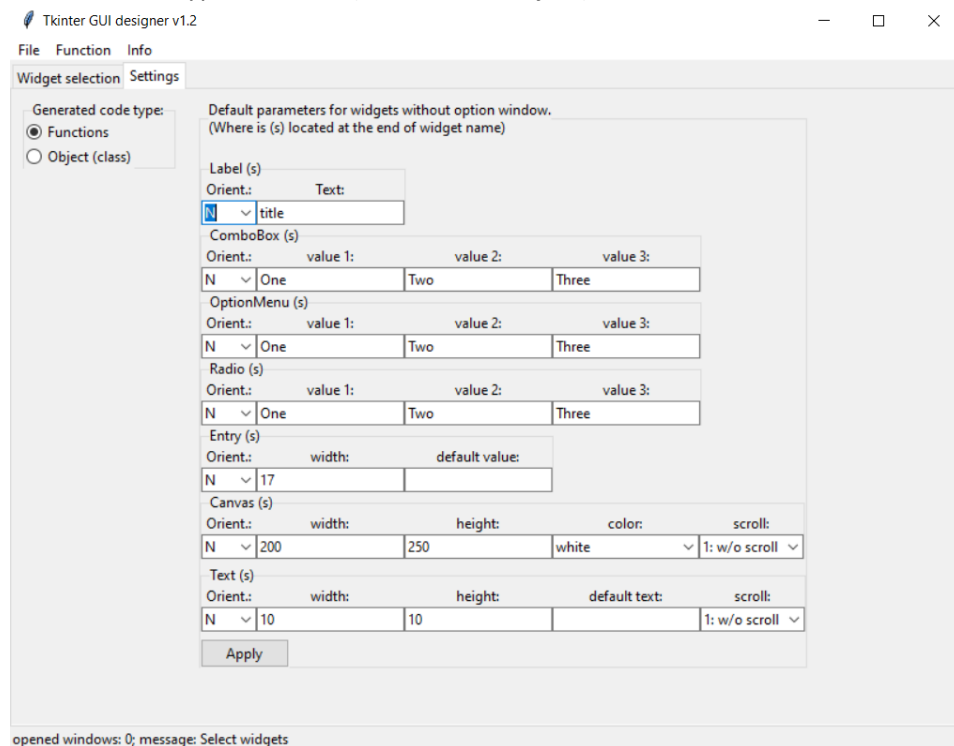 Tkinter GUI designer v1.2
File Function Info
Widget selection Settings
Generated code type:
Functions
Object (class)
Default parameters for widgets without option window.
(Where is (s) located at the end of widget name)
Label (s)
Orient.: Text:
N title
ComboBox (s)
Orient.: value 1: value 2: value 3:
N One Two Three
OptionMenu (s)
Orient.: value 1: value 2: value 3:
N One Two Three
Radio (s)
Orient.: value 1: value 2: value 3:
N One Two Three
Entry (s)
Orient.: width: default value:
N 17
Canvas (s)
Orient.: width: height: color: scroll:
N 200 250 white 1: w/o scroll
Text (s)
Orient.: width: height: default text: scroll:
N 10 10 1: w/o scroll
Apply
opened windows: 0; message: Select widgets